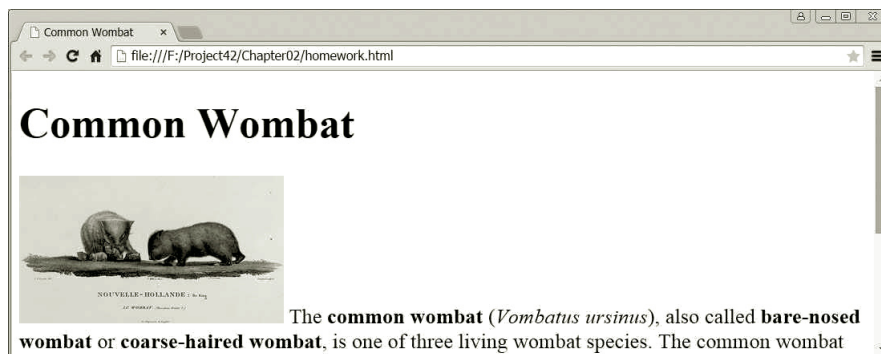 Common Wombat
file:///F:/Project42/Chapter02/homework.html
Common Wombat
NOUVELLE-HOLLANDE :
LE WOMBAT.
The common wombat (Vombatus ursinus), also called bare-nosed
wombat or coarse-haired wombat, is one of three living wombat species. The common wombat